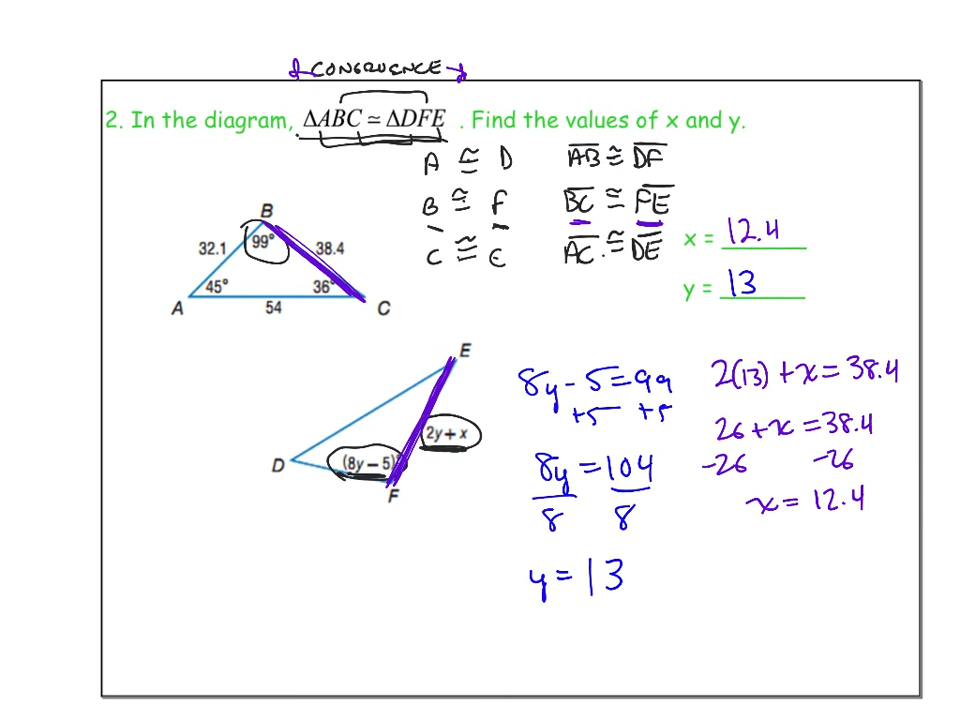 CONGRUENCE
2. In the diagram, ΔABC ≃ ΔDFE . Find the values of x and y.
A ≅ D
B ≅ F
C ≅ E
AB ≅ DF
BC ≅ FE
AC ≅ DE
x = 12.4
y = 13
B
32.1
99°
38.4
45°
36°
A
54
C
E
2y + x
D
(8y − 5)°
F
8y - 5 = 99
+5 +5
8y = 104
8 8
y = 13
2(13) + x = 38.4
26 + x = 38.4
-26 -26
x = 12.4